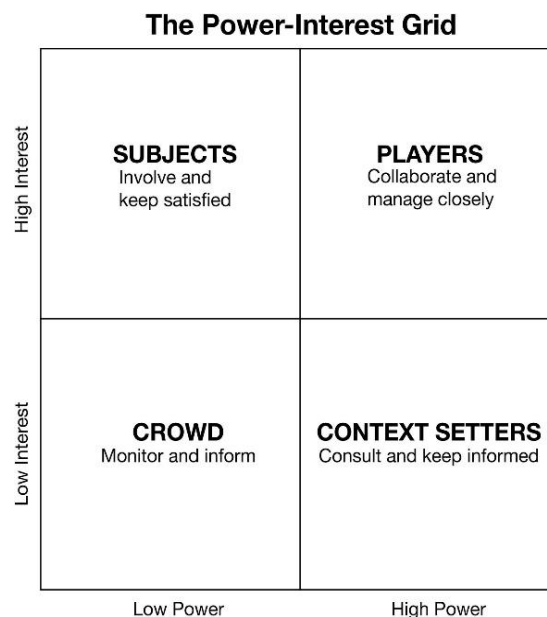 The Power-Interest Grid
High Interest
SUBJECTS
Involve and
keep satisfied
PLAYERS
Collaborate and
manage closely
Low Interest
CROWD
Monitor and inform
CONTEXT SETTERS
Consult and keep informed
Low Power
High Power